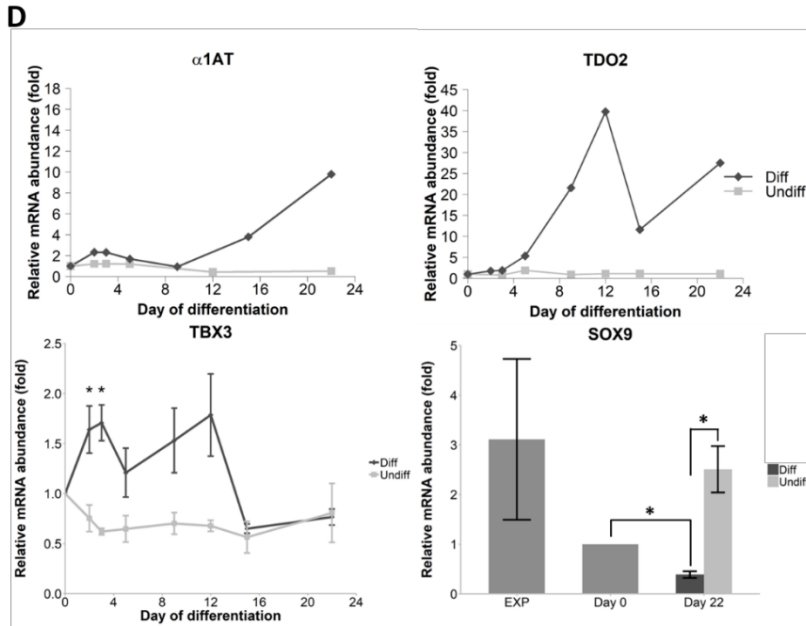 D
α1AT
Relative mRNA abundance (fold)
18
16
14
12
10
8
6
4
2
0
0 4 8 12 16 20 24
Day of differentiation
TDO2
Relative mRNA abundance (fold)
45
40
35
30
25
20
15
10
5
0
0 4 8 12 16 20 24
Day of differentiation
Diff
Undiff
TBX3
Relative mRNA abundance (fold)
2.5
2.0
1.5
1.0
0.5
0.0
* *
0 4 8 12 16 20 24
Day of differentiation
Diff
Undiff
SOX9
Relative mRNA abundance (fold)
5
4
3
2
1
0
*
*
EXP Day 0 Day 22
Diff
Undiff